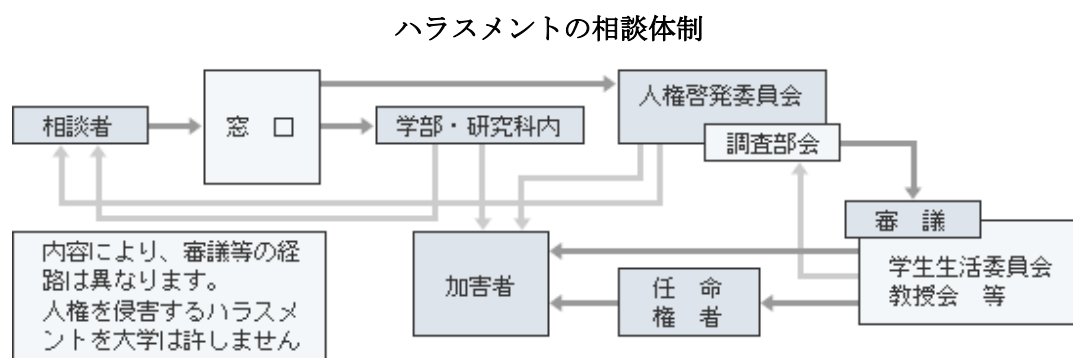 ハラスメントの相談体制
相談者
窓 口
学部・研究科内
人権啓発委員会
調査部会
審 議
学生生活委員会
教授会 等
加害者
任 命
権 者
内容により、審議等の経
路は異なります。
人権を侵害するハラスメ
ントを大学は許しません